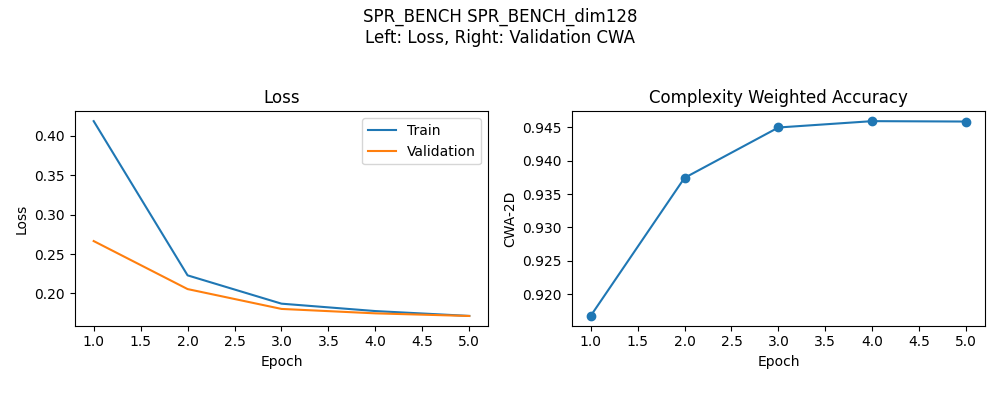 SPR_BENCH SPR_BENCH_dim128
Left: Loss, Right: Validation CWA
Loss
Train
Validation
0.40
0.35
0.30
0.25
0.20
Loss
1.0 1.5 2.0 2.5 3.0 3.5 4.0 4.5 5.0
Epoch
Complexity Weighted Accuracy
0.945
0.940
0.935
0.930
0.925
0.920
CWA-2D
1.0 1.5 2.0 2.5 3.0 3.5 4.0 4.5 5.0
Epoch